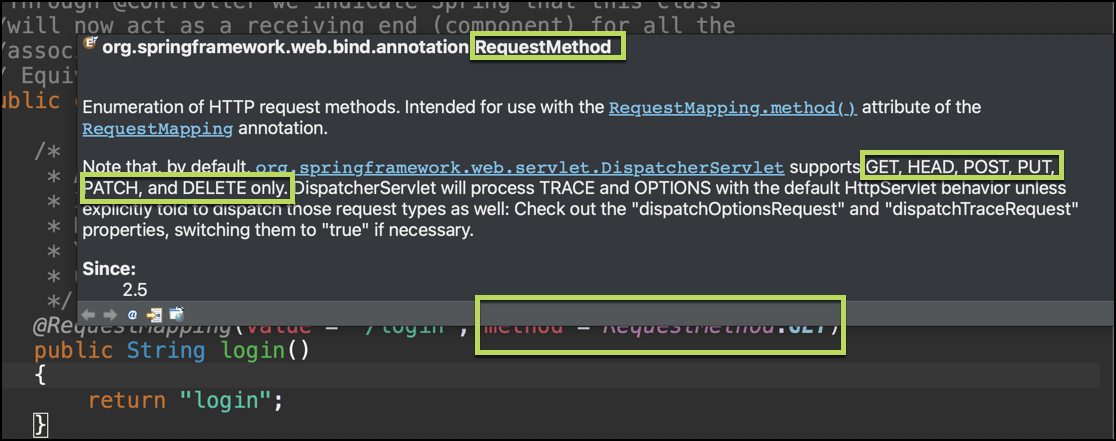 Through @Controller we indicate Spring that this class
/will now act as a receiving end (component) for all the
/associ
/ Equiv
ublic
org.springframework.web.bind.annotation.RequestMethod
Enumeration of HTTP request methods. Intended for use with the RequestMapping.method() attribute of the
RequestMapping annotation.
Note that, by default, org.springframework.web.servlet.DispatcherServlet supports GET, HEAD, POST, PUT,
PATCH, and DELETE only. DispatcherServlet will process TRACE and OPTIONS with the default HttpServlet behavior unless
explicitly told to dispatch those request types as well: Check out the "dispatchOptionsRequest" and "dispatchTraceRequest"
properties, switching them to "true" if necessary.
Since:
2.5
/*
*
*
*
*
*
*/
@RequestMapping(value = "/login", method = RequestMethod.GET)
public String login()
{
return "login";
}